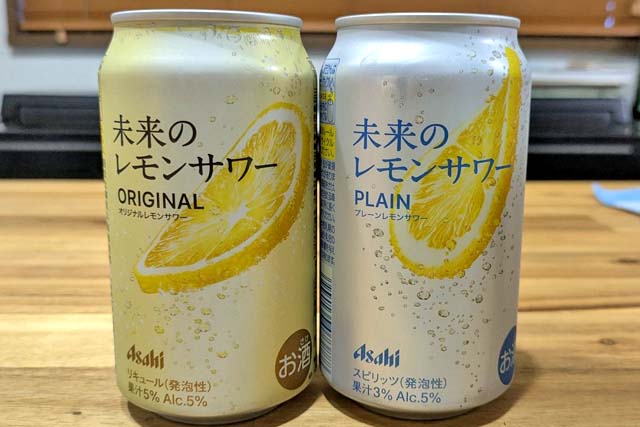 未来の
レモンサワー
ORIGINAL
オリジナルレモンサワー
Asahi
お酒
リキュール(発泡性)
果汁5% Alc.5%
未来の
レモンサワー
PLAIN
プレーンレモンサワー
Asahi
お
スピリッツ(発泡性)
果汁3% Alc.5%